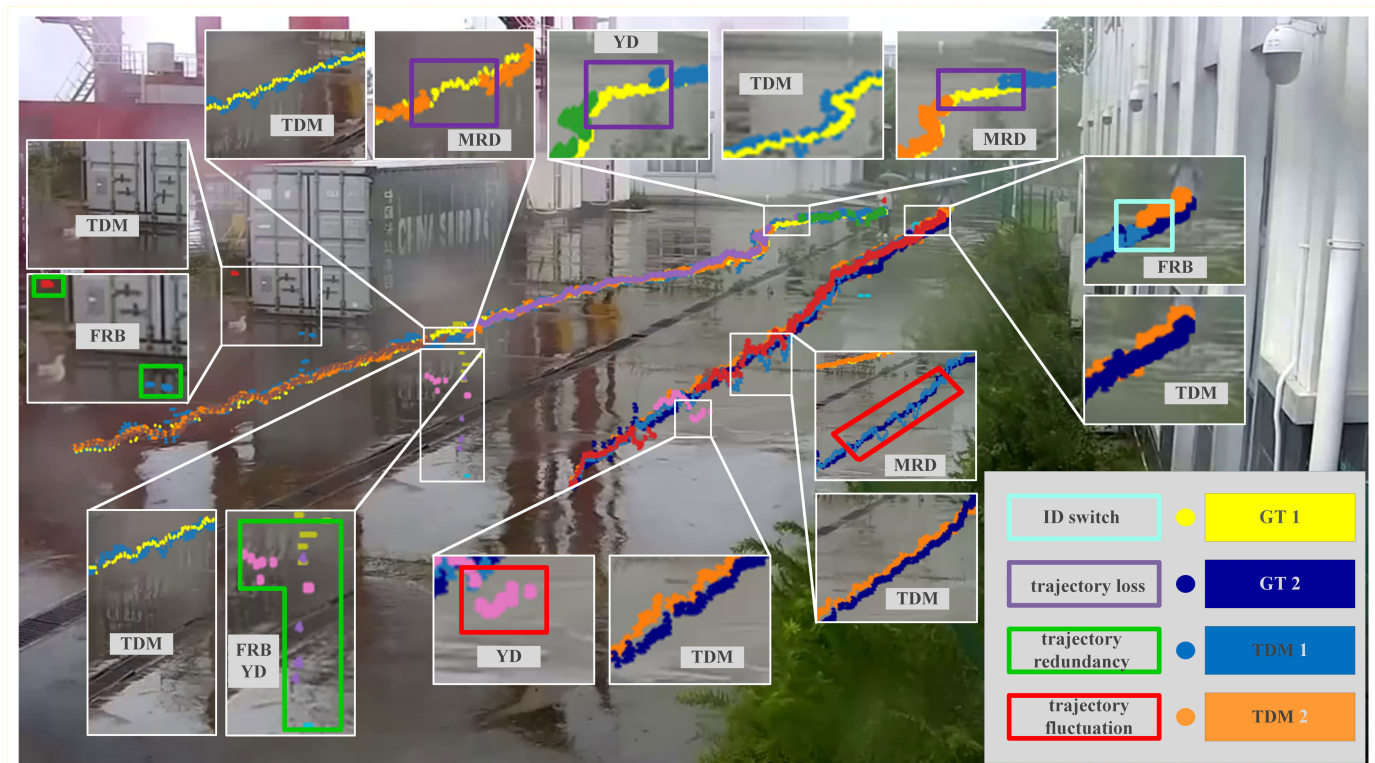 YD
TDM
TDM
MRD
MRD
TDM
FRB
FRB
TDM
MRD
TDM
TDM
FRB
YD
YD
TDM
ID switch
GT 1
trajectory loss
GT 2
trajectory
redundancy
TDM 1
trajectory
fluctuation
TDM 2